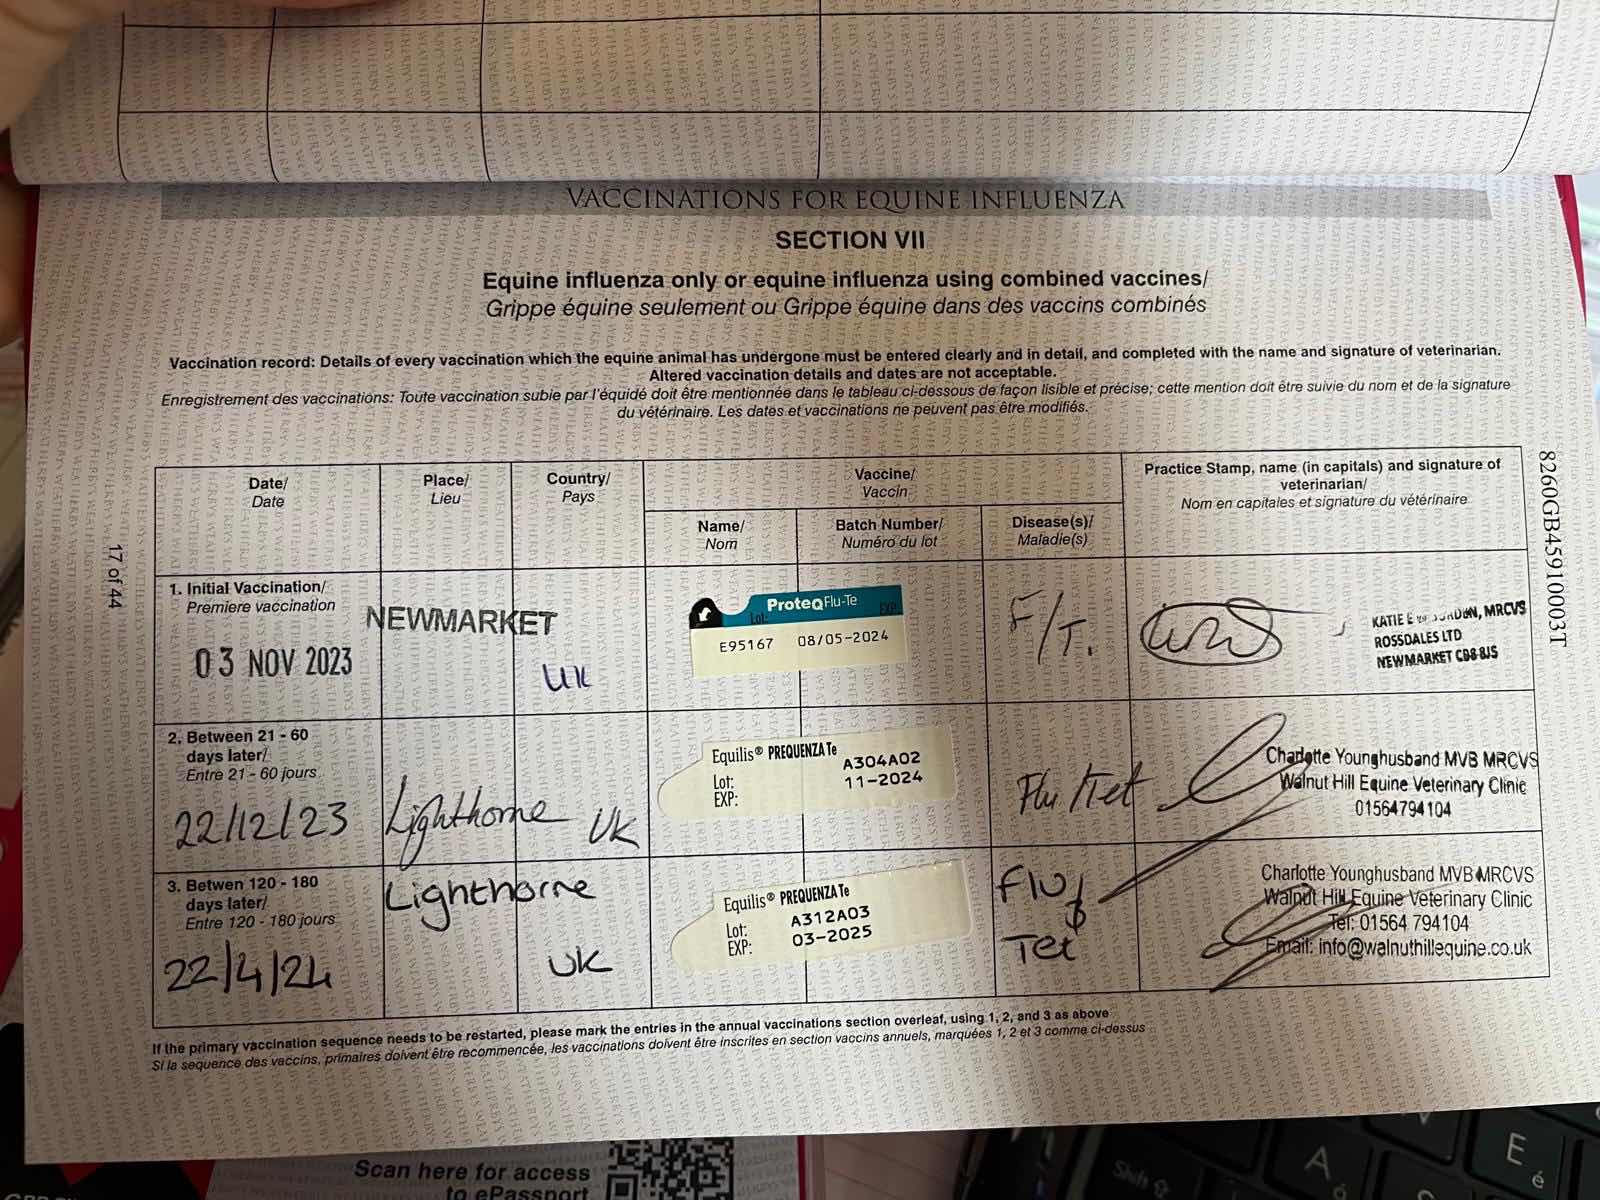 VACCINATIONS FOR EQUINE INFLUENZA
SECTION VII
Equine influenza only or equine influenza using combined vaccines/
Grippe équine seulement ou Grippe équine dans des vaccins combinés
Vaccination record: Details of every vaccination which the equine animal has undergone must be entered clearly and in detail, and completed with the name and signature of veterinarian.
Altered vaccination details and dates are not acceptable.
Enregistrement des vaccinations: Toute vaccination subie par l'équidé doit être mentionnée dans le tableau ci-dessous de façon lisible et précise; cette mention doit être suivie du nom et de la signature
du vétérinaire. Les dates et vaccinations ne peuvent pas être modifiés.
Date/
Date
Place/
Lieu
Country/
Pays
Vaccine/
Vaccin
Name/
Nom
Batch Number/
Numéro du lot
Disease(s)/
Maladie(s)
Practice Stamp, name (in capitals) and signature of
veterinarian/
Nom en capitales et signature du vétérinaire
1. Initial Vaccination/
Premiere vaccination
03 NOV 2023
NEWMARKET
UK
ProteqFlu-Te
Lot: EXP:
E95167 08/05-2024
F/T.
KATIE MRCVS
ROSSDALES LTD
NEWMARKET CB8 8JS
2. Between 21 - 60
days later/
Entre 21 - 60 jours
22/12/23
Lighthorne
UK
Equilis® PREQUENZA Te
Lot: A304A02
EXP: 11-2024
Flu/Tet
Charlotte Younghusband MVB MRCVS
Walnut Hill Equine Veterinary Clinic
01564794104
3. Betwen 120 - 180
days later/
Entre 120 - 180 jours
22/4/24
Lighthorne
UK
Equilis® PREQUENZA Te
Lot: A312A03
EXP: 03-2025
Flu &
Tet
Charlotte Younghusband MVB MRCVS
Walnut Hill Equine Veterinary Clinic
Tel: 01564 794104
Email: info@walnuthillequine.co.uk
If the primary vaccination sequence needs to be restarted, please mark the entries in the annual vaccinations section overleaf, using 1, 2, and 3 as above
Si la sequence des vaccins, primaires doivent être recommencée, les vaccinations doivent être inscrites en section vaccins annuels, marquées 1, 2 et 3 comme ci-dessus
17 of 44
8260GB45910003T
Scan here for access
to ePassport
Shift
A
É
é